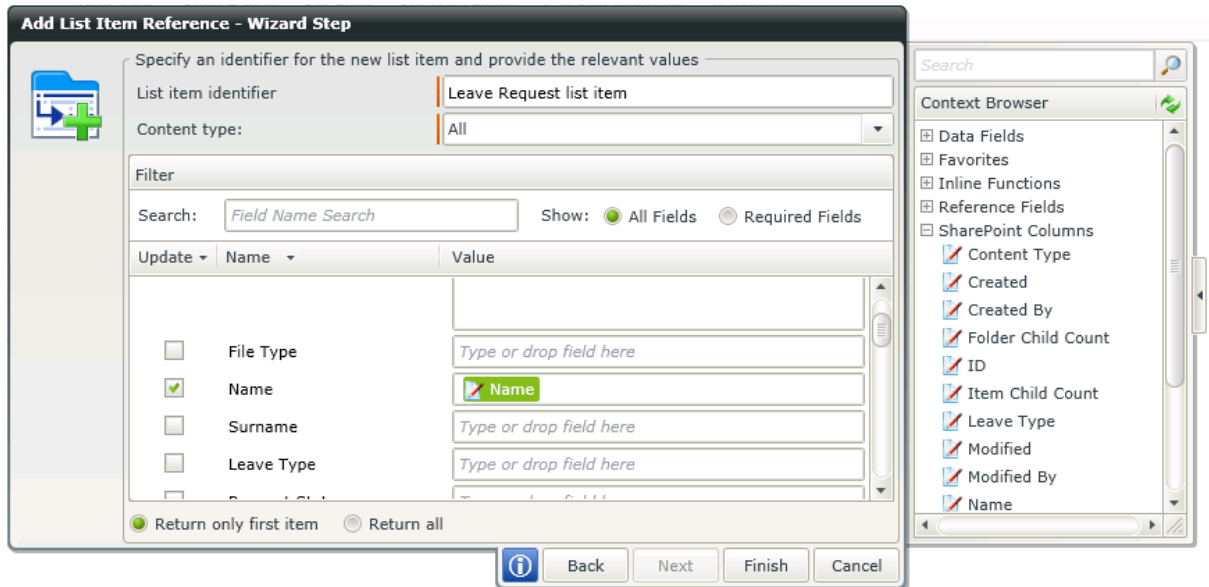 Add List Item Reference - Wizard Step
Specify an identifier for the new list item and provide the relevant values
List item identifier
Leave Request list item
Content type:
All
Filter
Search:
Field Name Search
Show:
All Fields
Required Fields
Update
Name
Value
File Type
Type or drop field here
Name
Name
Surname
Type or drop field here
Leave Type
Type or drop field here
Return only first item
Return all
Back
Next
Finish
Cancel
Search
Context Browser
Data Fields
Favorites
Inline Functions
Reference Fields
SharePoint Columns
Content Type
Created
Created By
Folder Child Count
ID
Item Child Count
Leave Type
Modified
Modified By
Name